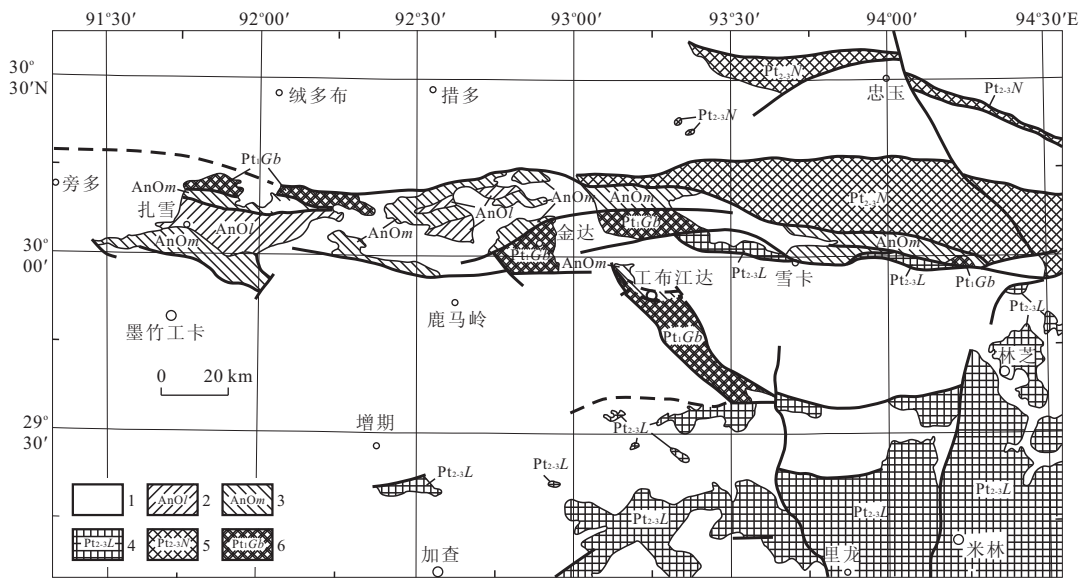 91°30′ 92°00′ 92°30′ 93°00′ 93°30′ 94°00′ 94°30′E
30°
30′N
绒多布
措多
Pt₂₋₃N
忠玉
Pt₂₋₃N
Pt₂₋₃N
Pt₁Gb
旁多
AnOm
扎雪
AnOl
AnOm
AnOl
AnOm
AnOm
AnOm
Pt₂₋₃N
Pt₁Gb
金达
30°
00′
Pt₁Gb
AnOm
AnOm
Pt₂₋₃L
雪卡
Pt₂₋₃L
Pt₁Gb
工布江达
墨竹工卡
鹿马岭
Pt₁Gb
Pt₂₋₃L
林芝
0 20 km
29°
30′
增期
Pt₂₋₃L
Pt₂₋₃L
Pt₂₋₃L
Pt₂₋₃L
Pt₂₋₃L
Pt₂₋₃L
加查
里龙
米林
1
AnOl 2
AnOm 3
Pt₂₋₃L 4
Pt₂₋₃N 5
Pt₁Gb 6